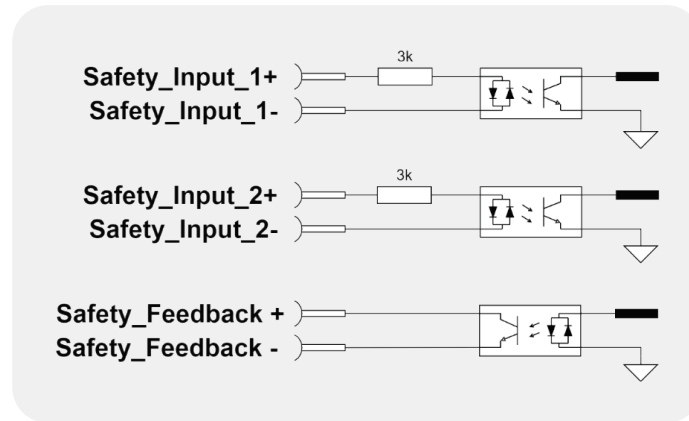 3k
Safety_Input_1+
Safety_Input_1-
3k
Safety_Input_2+
Safety_Input_2-
Safety_Feedback +
Safety_Feedback -